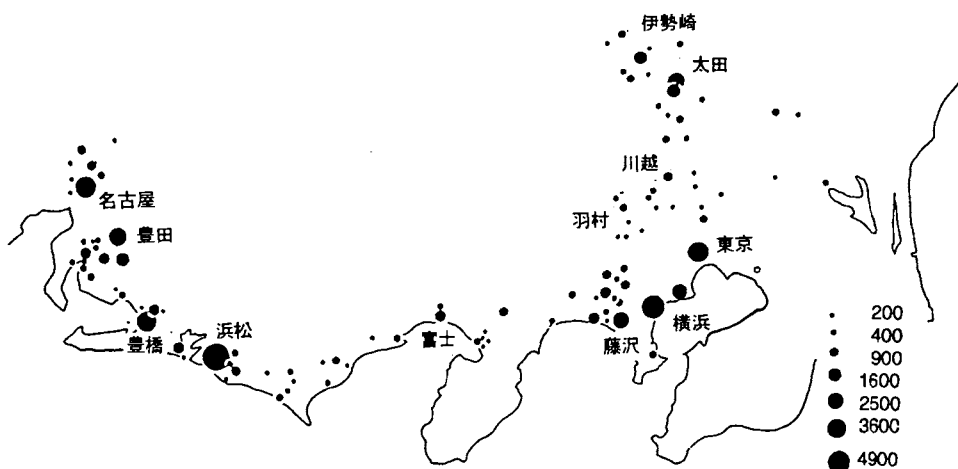 伊勢崎
太田
川越
名古屋
羽村
豊田
東京
横浜
浜松
富士
豊橋
藤沢
200
400
900
1600
2500
3600
4900